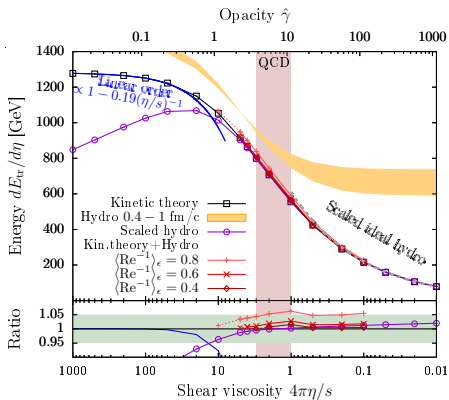 Opacity γ̂
0.1 1 10 100 1000
QCD
1400
1200
1000
800
600
400
200
Energy dE_tr/dη [GeV]
Linear order
∝ 1 − 0.19(η/s)^−1
Scaled ideal hydro
Kinetic theory
Hydro 0.4 − 1 fm/c
Scaled hydro
Kin.theory+Hydro
⟨Re^−1⟩_ϵ = 0.8
⟨Re^−1⟩_ϵ = 0.6
⟨Re^−1⟩_ϵ = 0.4
Ratio
1.05
1
0.95
1000 100 10 1 0.1 0.01
Shear viscosity 4πη/s